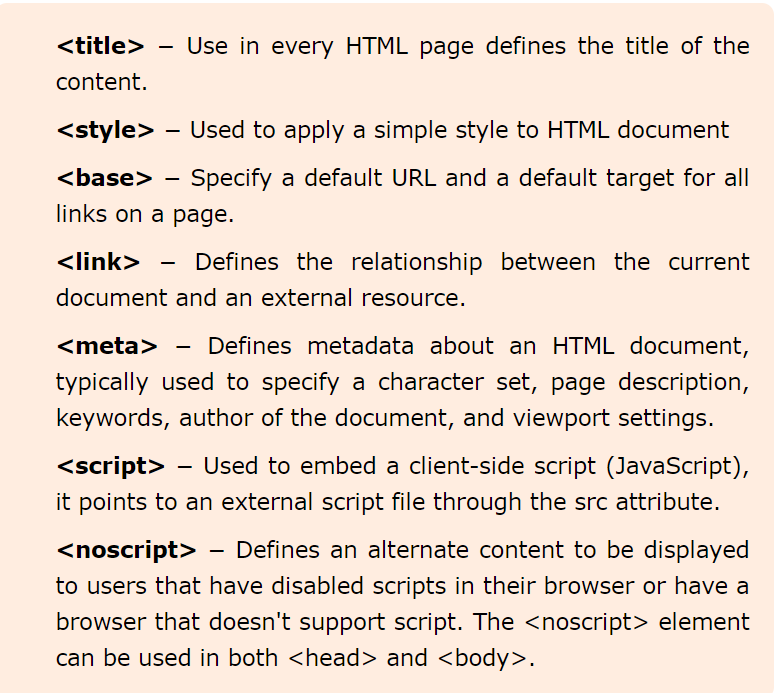 <title> – Use in every HTML page defines the title of the
content.
<style> – Used to apply a simple style to HTML document
<base> – Specify a default URL and a default target for all
links on a page.
<link> – Defines the relationship between the current
document and an external resource.
<meta> – Defines metadata about an HTML document,
typically used to specify a character set, page description,
keywords, author of the document, and viewport settings.
<script> – Used to embed a client-side script (JavaScript),
it points to an external script file through the src attribute.
<noscript> – Defines an alternate content to be displayed
to users that have disabled scripts in their browser or have a
browser that doesn't support script. The <noscript> element
can be used in both <head> and <body>.